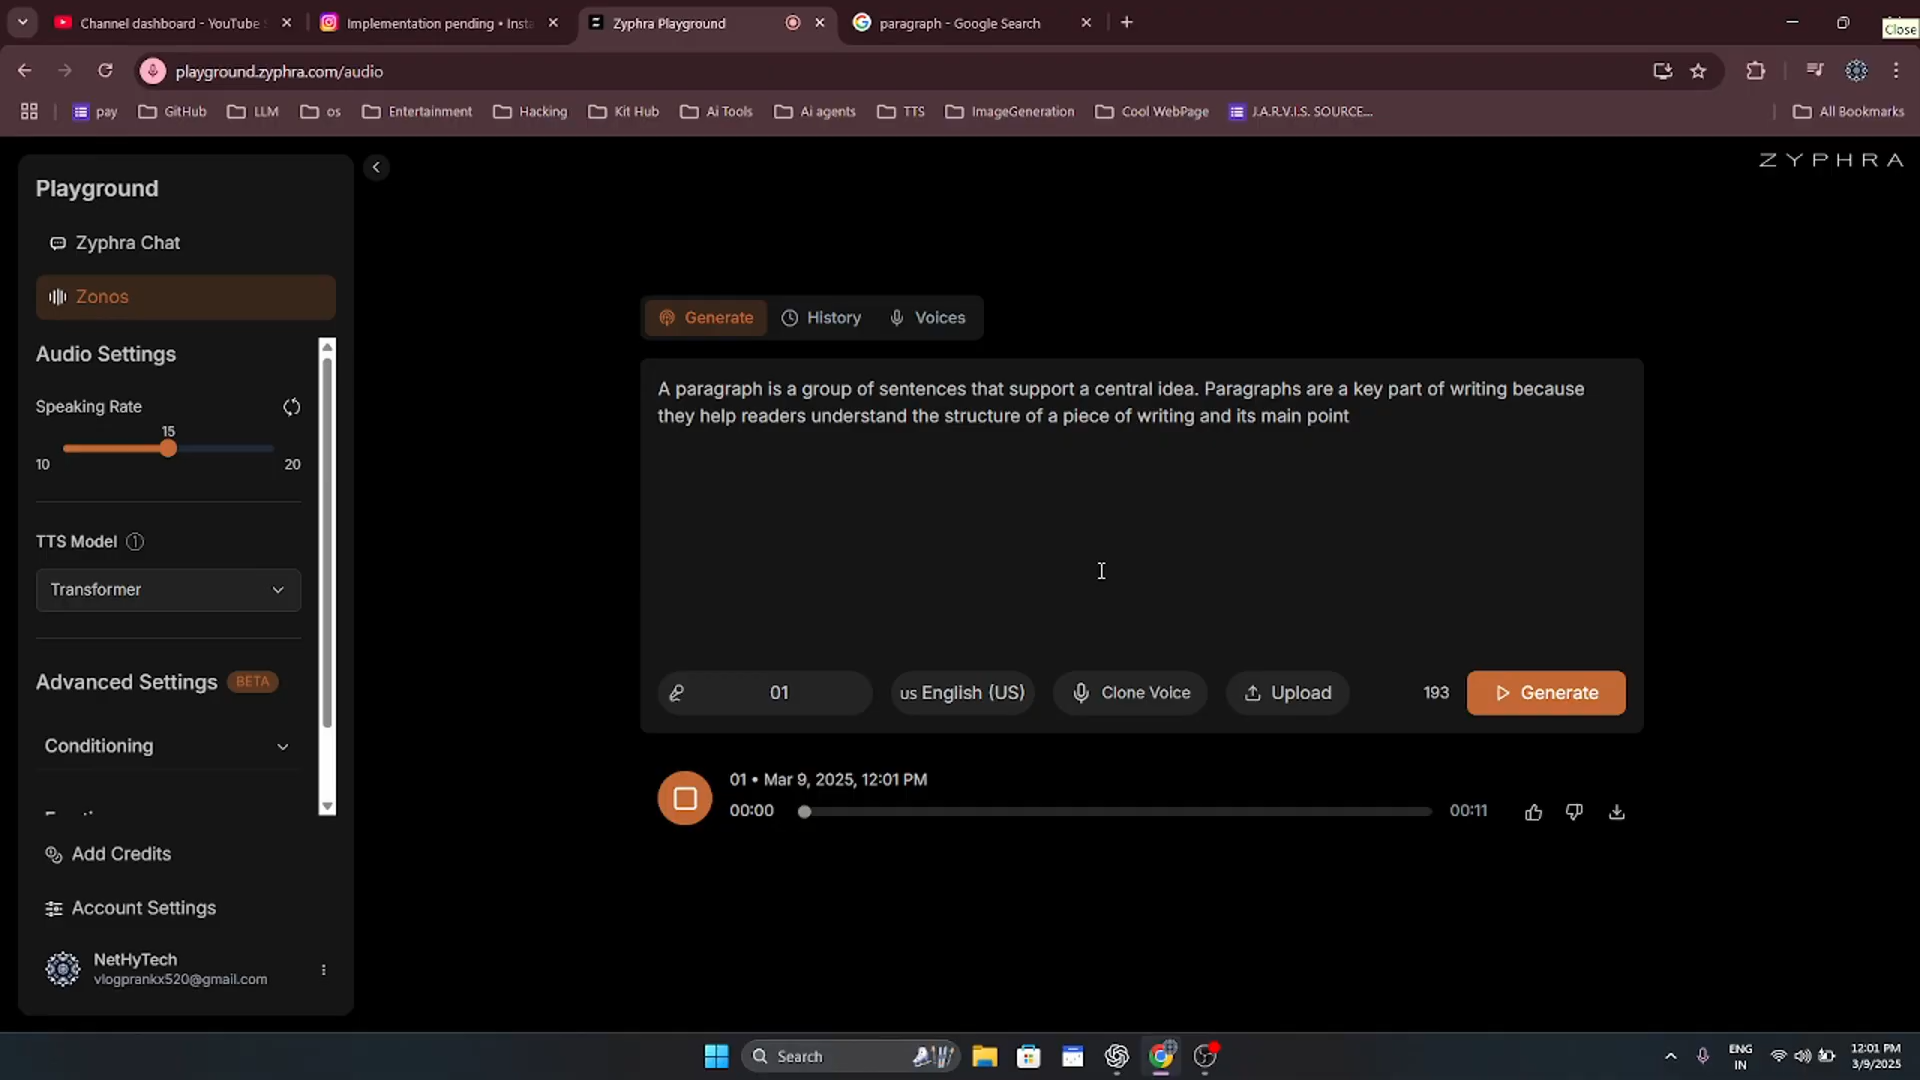 Channel dashboard - YouTube S
Implementation pending • Insta
Zyphra Playground
paragraph - Google Search
Close
playground.zyphra.com/audio
pay
GitHub
LLM
os
Entertainment
Hacking
Kit Hub
Ai Tools
Ai agents
TTS
ImageGeneration
Cool WebPage
J.A.R.V.I.S. SOURCE...
All Bookmarks
Playground
Zyphra Chat
Zonos
Audio Settings
Speaking Rate
15
10
20
TTS Model
Transformer
Advanced Settings BETA
Conditioning
Add Credits
Account Settings
NetHyTech
vlogprankx520@gmail.com
ZYPHRA
Generate
History
Voices
A paragraph is a group of sentences that support a central idea. Paragraphs are a key part of writing because
they help readers understand the structure of a piece of writing and its main point
01
us English (US)
Clone Voice
Upload
193
Generate
01 • Mar 9, 2025, 12:01 PM
00:00
00:11
Search
ENG
IN
12:01 PM
3/9/2025